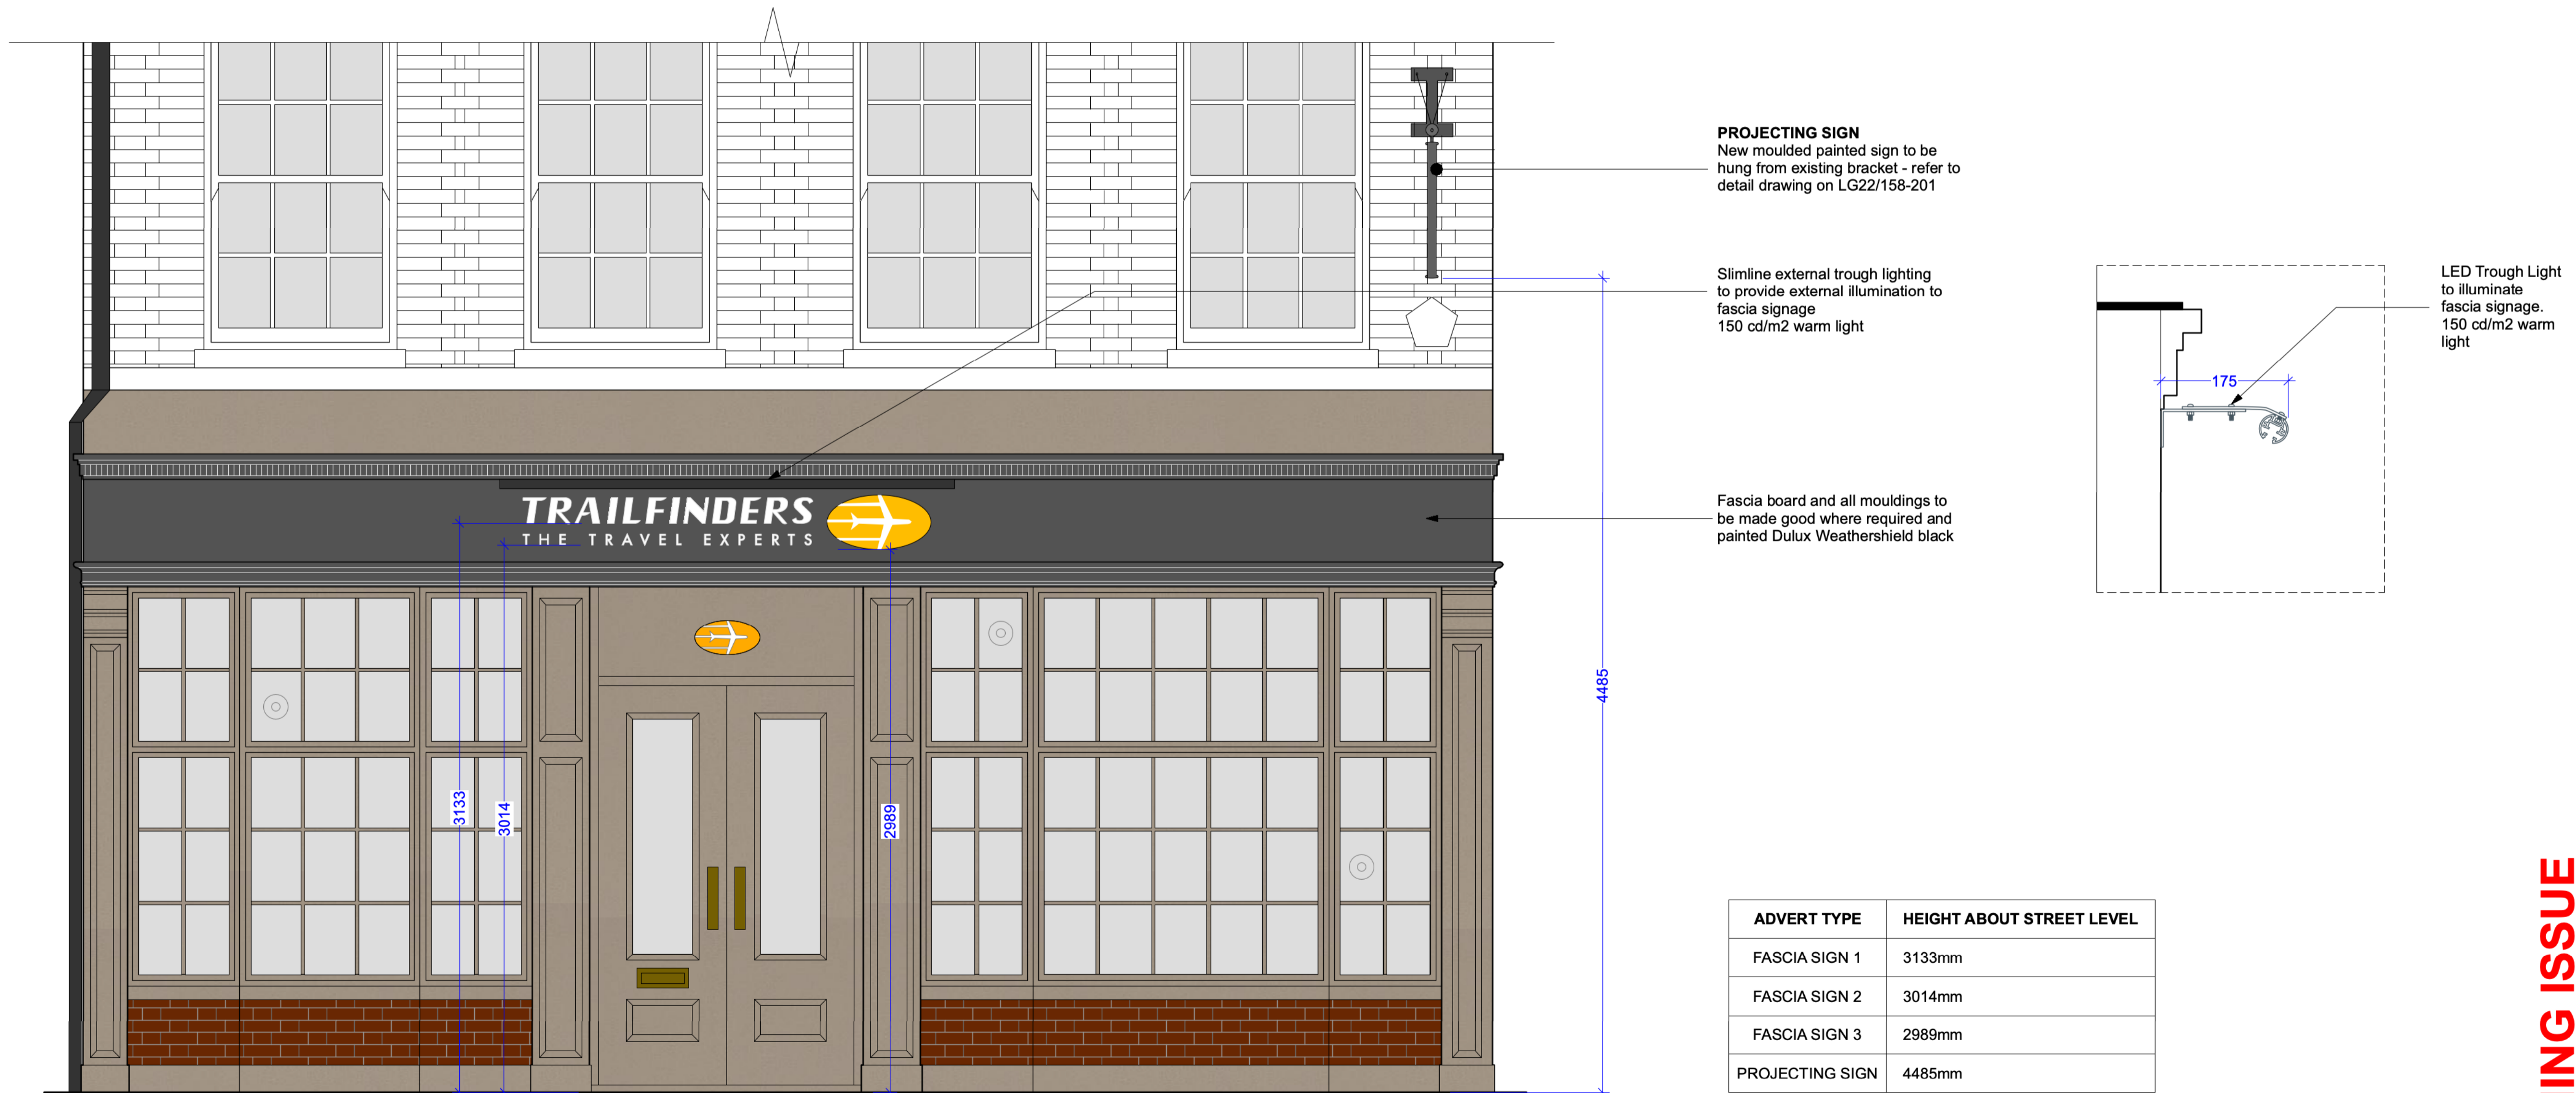 PROJECTING SIGN
New moulded painted sign to be
hung from existing bracket - refer to
detail drawing on LG22/158-201
Slimline external trough lighting
to provide external illumination to
fascia signage
150 cd/m2 warm light
LED Trough Light
to illuminate
fascia signage.
150 cd/m2 warm
light
175
Fascia board and all mouldings to
be made good where required and
painted Dulux Weathershield black
TRAILFINDERS
THE TRAVEL EXPERTS
3133
3014
2989
4485
ADVERT TYPE HEIGHT ABOUT STREET LEVEL
FASCIA SIGN 1 3133mm
FASCIA SIGN 2 3014mm
FASCIA SIGN 3 2989mm
PROJECTING SIGN 4485mm
ING ISSUE